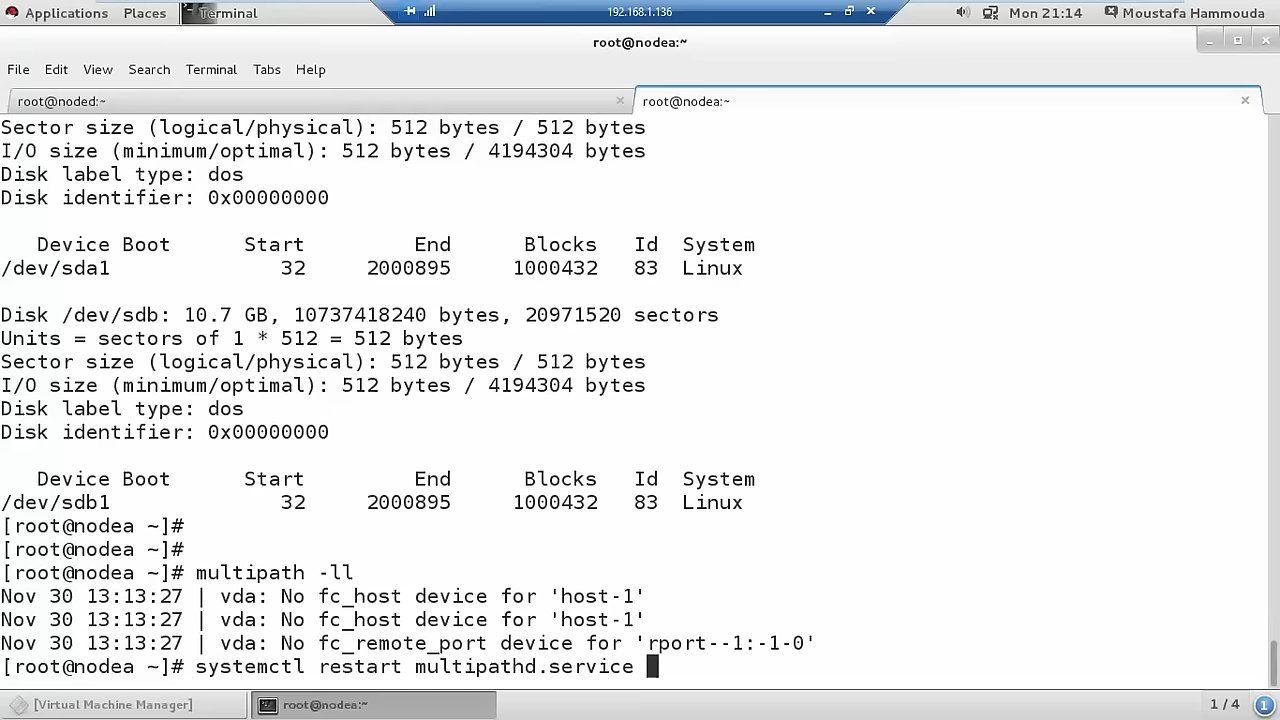 Applications Places Terminal 192.168.1.136 Mon 21:14 Moustafa Hammouda
root@nodea:~
File Edit View Search Terminal Tabs Help
root@noded:~ root@nodea:~
Sector size (logical/physical): 512 bytes / 512 bytes
I/O size (minimum/optimal): 512 bytes / 4194304 bytes
Disk label type: dos
Disk identifier: 0x00000000
Device Boot Start End Blocks Id System
/dev/sda1 32 2000895 1000432 83 Linux
Disk /dev/sdb: 10.7 GB, 10737418240 bytes, 20971520 sectors
Units = sectors of 1 * 512 = 512 bytes
Sector size (logical/physical): 512 bytes / 512 bytes
I/O size (minimum/optimal): 512 bytes / 4194304 bytes
Disk label type: dos
Disk identifier: 0x00000000
Device Boot Start End Blocks Id System
/dev/sdb1 32 2000895 1000432 83 Linux
[root@nodea ~]#
[root@nodea ~]#
[root@nodea ~]# multipath -ll
Nov 30 13:13:27 | vda: No fc_host device for 'host-1'
Nov 30 13:13:27 | vda: No fc_host device for 'host-1'
Nov 30 13:13:27 | vda: No fc_remote_port device for 'rport--1:-1-0'
[root@nodea ~]# systemctl restart multipathd.service
[Virtual Machine Manager] root@nodea:~ 1 / 4 1